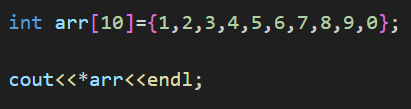 int arr[10]={1,2,3,4,5,6,7,8,9,0};
cout<<*arr<<endl;